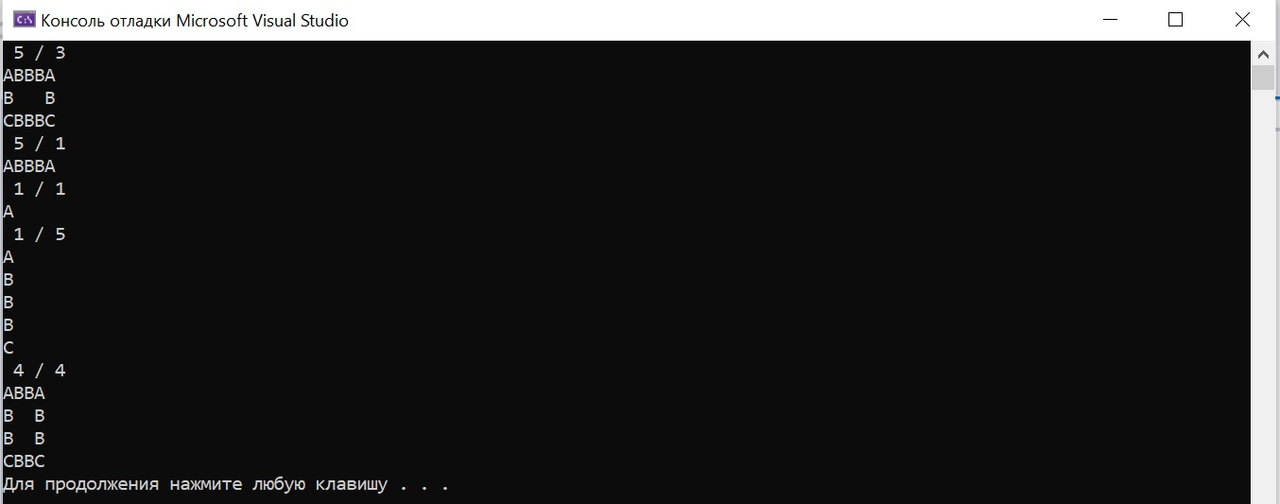 C:\ Консоль отладки Microsoft Visual Studio
 5 / 3
ABBBA
B   B
CBBBC
 5 / 1
ABBBA
 1 / 1
A
 1 / 5
A
B
B
B
C
 4 / 4
ABBA
B  B
B  B
CBBC
Для продолжения нажмите любую клавишу . . .